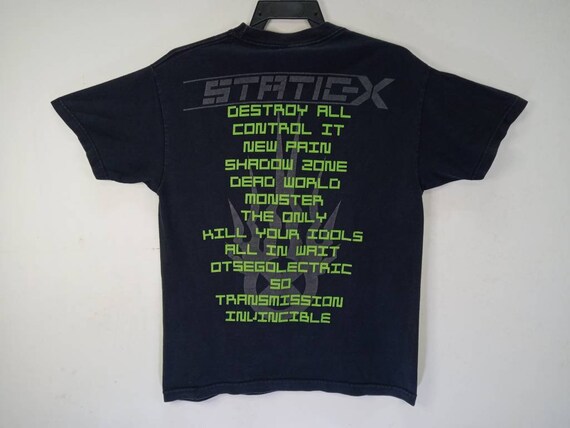 STATIC-X
DESTROY ALL
CONTROL IT
NEW PAIN
SHADOW ZONE
DEAD WORLD
MONSTER
THE ONLY
KILL YOUR IDOLS
ALL IN WAIT
OTSEGOLECTRIC
SO
TRANSMISSION
INVINCIBLE